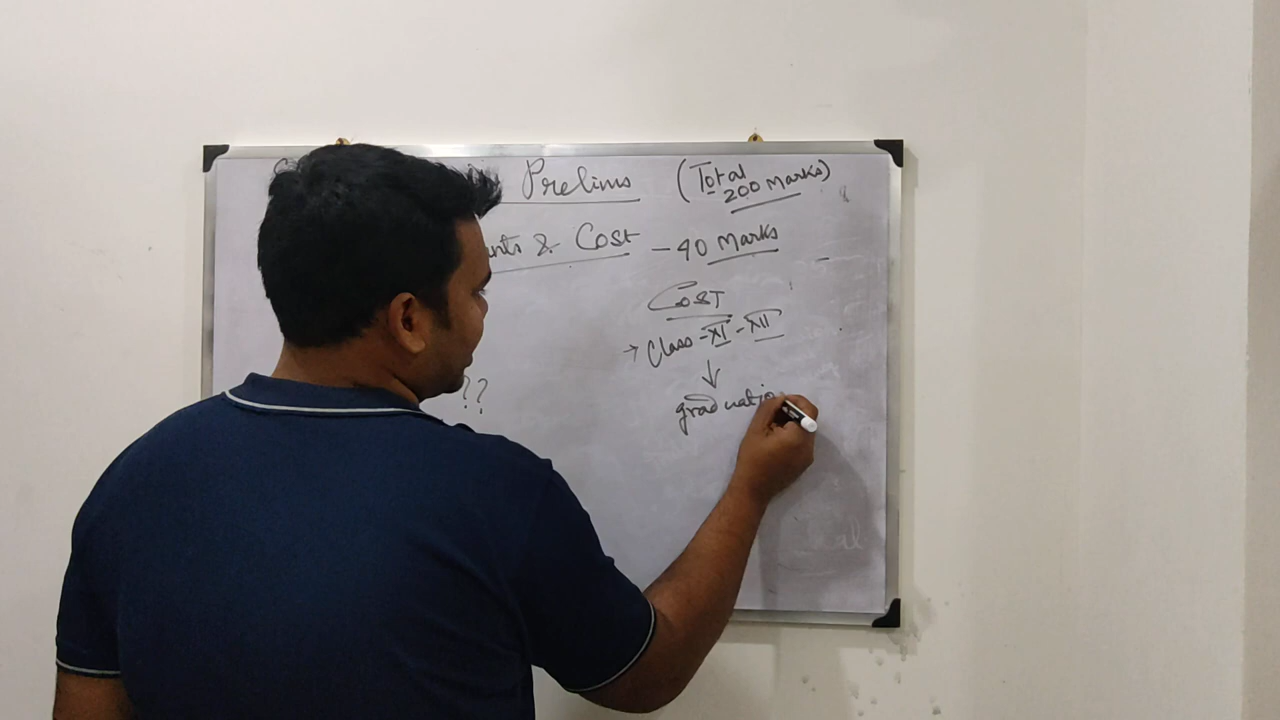 Prelims (Total 200 Marks)
& Cost - 40 Marks
COST
→ Class - XI - XII
↓
graduation
??